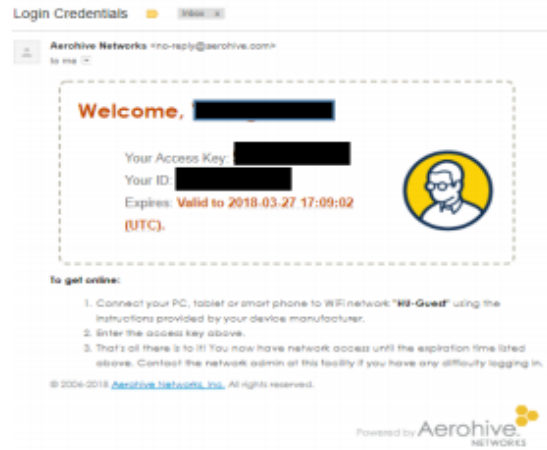 Login Credentials
Inbox x
Aerohive Networks <no-reply@aerohive.com>
to me
Welcome,
Your Access Key:
Your ID:
Expires: Valid to 2018-03-27 17:09:02
(UTC).
To get online:
1. Connect your PC, tablet or smart phone to WiFi network "HU-Guest" using the
instructions provided by your device manufacturer.
2. Enter the access key above.
3. That's all there is to it! You now have network access until the expiration time listed
above. Contact the network admin at this facility if you have any difficulty logging in.
© 2006-2018 Aerohive Networks, Inc. All rights reserved.
Powered by Aerohive
NETWORKS